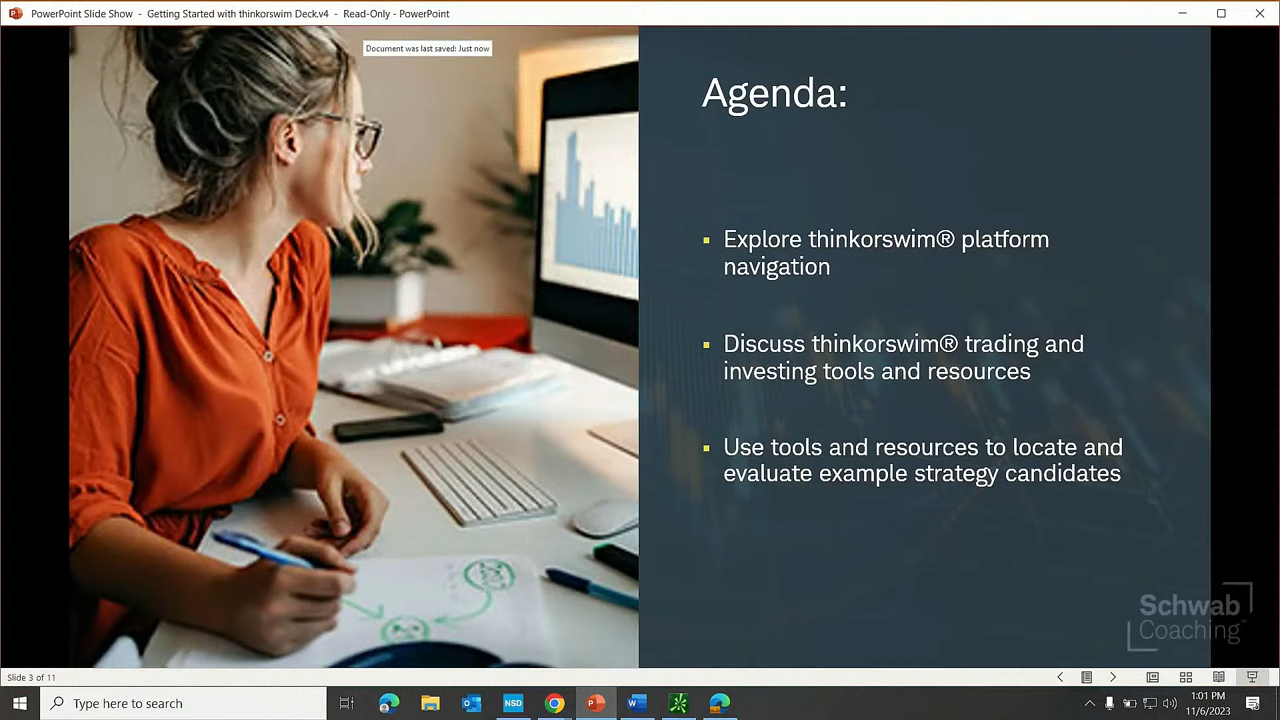 PowerPoint Slide Show - Getting Started with thinkorswim Deck.v4 - Read-Only - PowerPoint
Document was last saved: Just now
Agenda:
Explore thinkorswim® platform
navigation
Discuss thinkorswim® trading and
investing tools and resources
Use tools and resources to locate and
evaluate example strategy candidates
Schwab
Coaching™
Slide 3 of 11
Type here to search
NSD
1:01 PM
11/6/2023